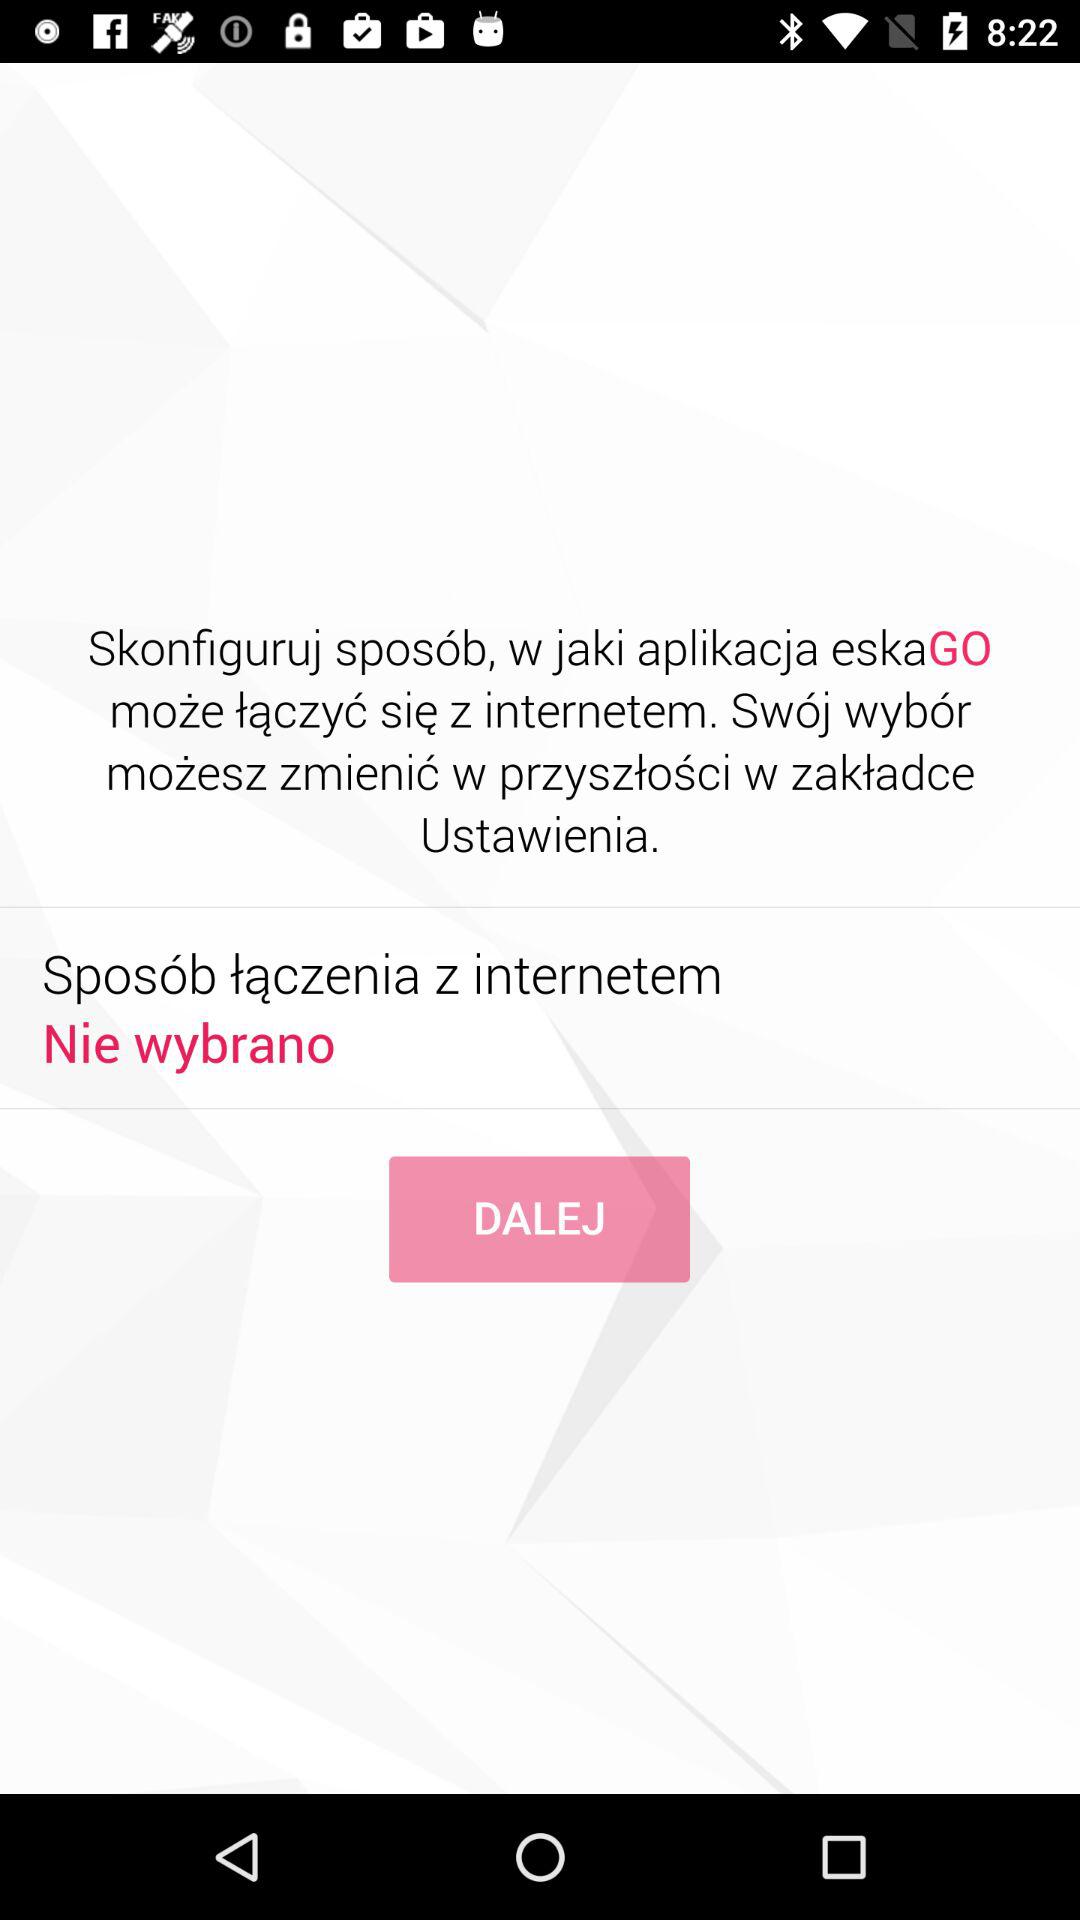 FAK
8:22
Skonfiguruj sposób, w jaki aplikacja eskaGO
może łączyć się z internetem. Swój wybór
możesz zmienić w przyszłości w zakładce
Ustawienia.
Sposób łączenia z internetem
Nie wybrano
DALEJ